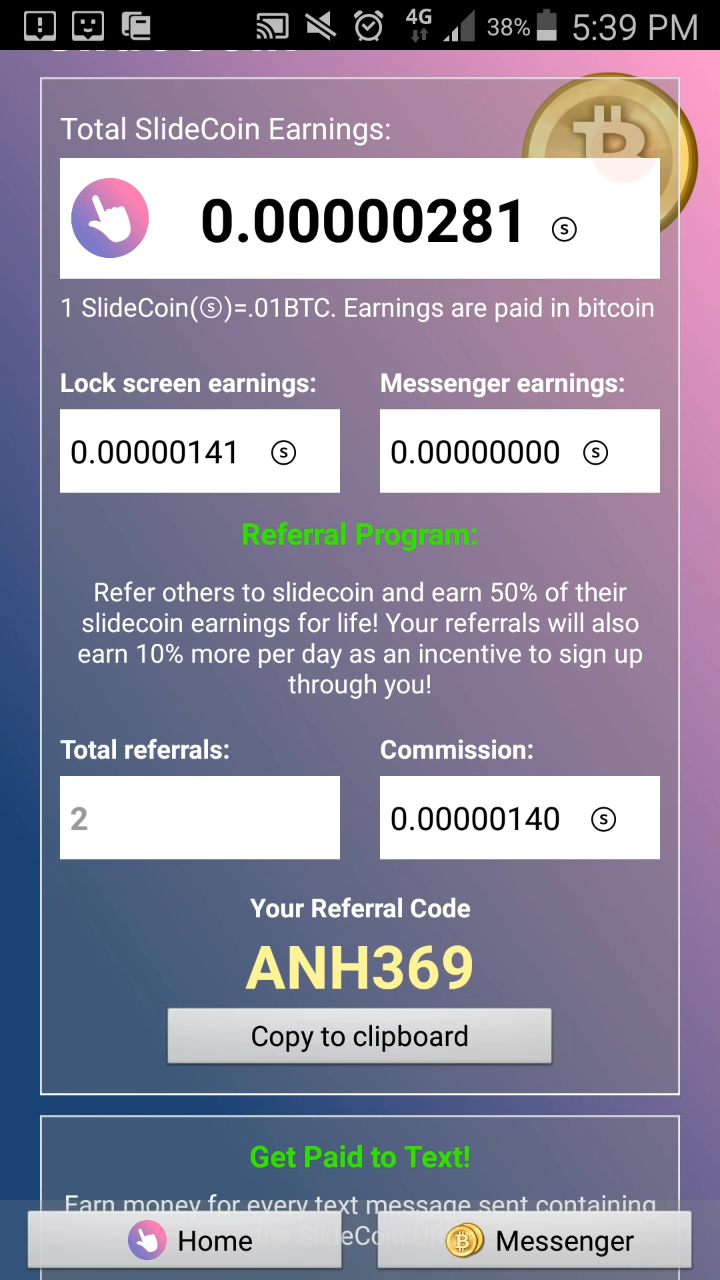 4G 38% 5:39 PM
Total SlideCoin Earnings:
0.00000281 Ⓢ
1 SlideCoin(Ⓢ)=.01BTC. Earnings are paid in bitcoin
Lock screen earnings: Messenger earnings:
0.00000141 Ⓢ 0.00000000 Ⓢ
Referral Program:
Refer others to slidecoin and earn 50% of their
slidecoin earnings for life! Your referrals will also
earn 10% more per day as an incentive to sign up
through you!
Total referrals: Commission:
2 0.00000140 Ⓢ
Your Referral Code
ANH369
Copy to clipboard
Get Paid to Text!
Earn money for every text message sent containing
Home Messenger